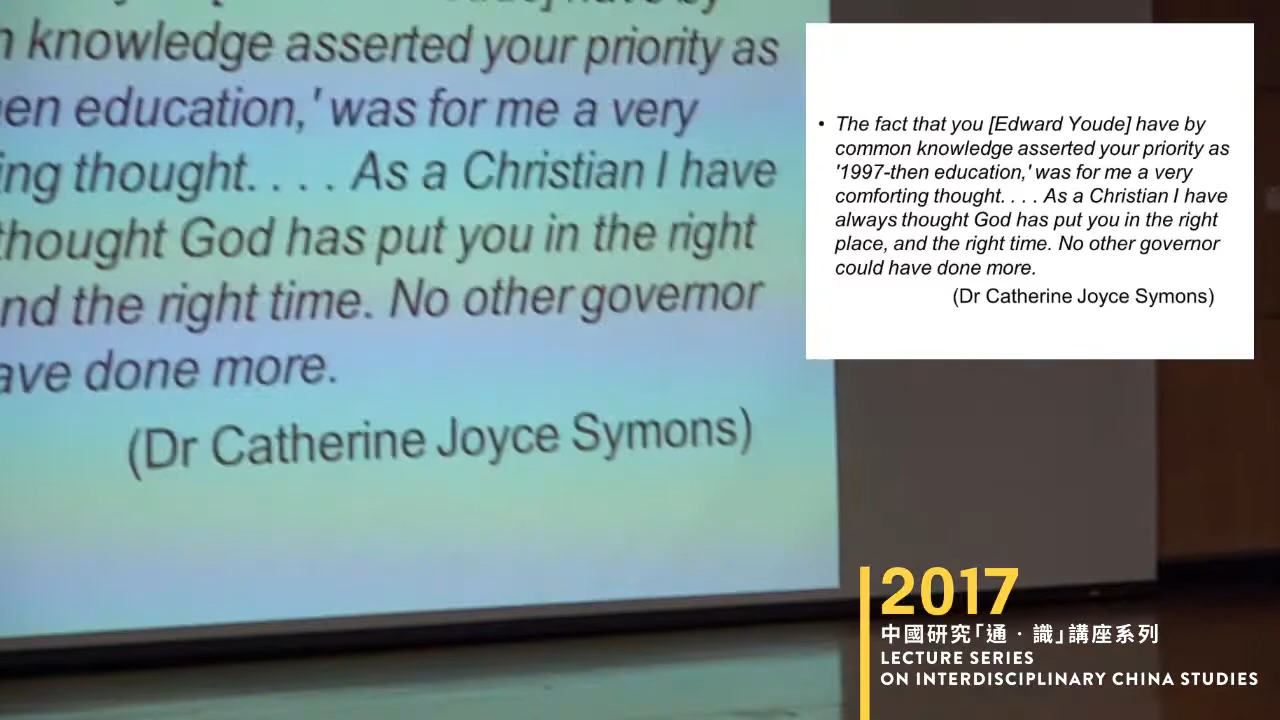 n knowledge asserted your priority as
en education,' was for me a very
ing thought. . . . As a Christian I have
thought God has put you in the right
nd the right time. No other governor
ave done more.
(Dr Catherine Joyce Symons)
• The fact that you [Edward Youde] have by
common knowledge asserted your priority as
'1997-then education,' was for me a very
comforting thought. . . . As a Christian I have
always thought God has put you in the right
place, and the right time. No other governor
could have done more.
(Dr Catherine Joyce Symons)
2017
中國研究「通‧識」講座系列
LECTURE SERIES
ON INTERDISCIPLINARY CHINA STUDIES